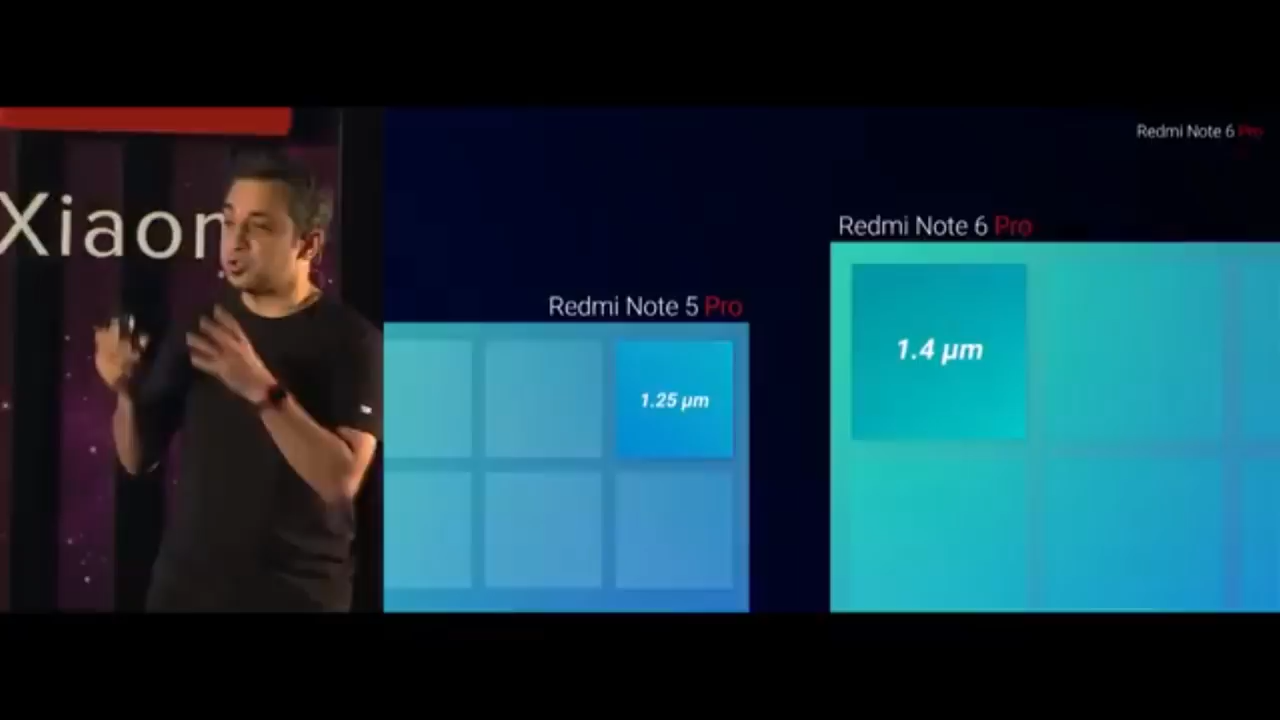 Xiaom
Redmi Note 6 Pro
Redmi Note 6 Pro
Redmi Note 5 Pro
1.4 μm
1.25 μm